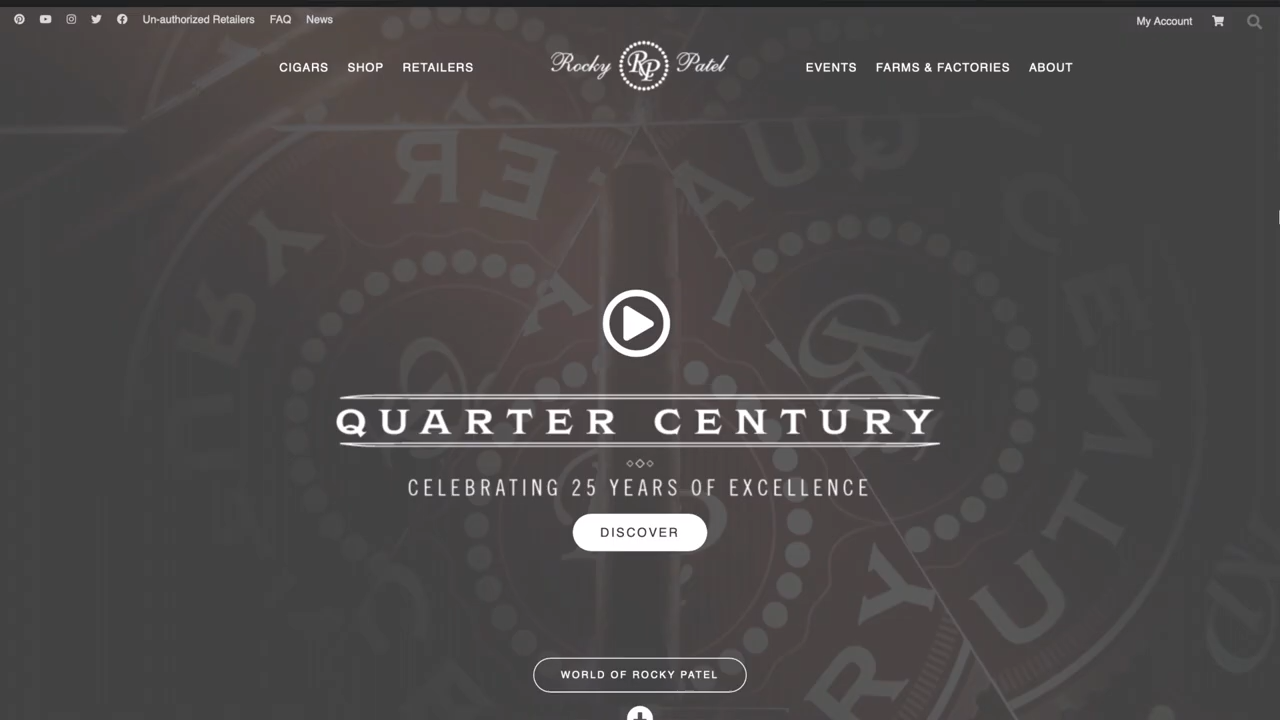 Un-authorized Retailers FAQ News My Account
CIGARS SHOP RETAILERS Rocky RP Patel EVENTS FARMS & FACTORIES ABOUT
QUARTER CENTURY
CELEBRATING 25 YEARS OF EXCELLENCE
DISCOVER
WORLD OF ROCKY PATEL